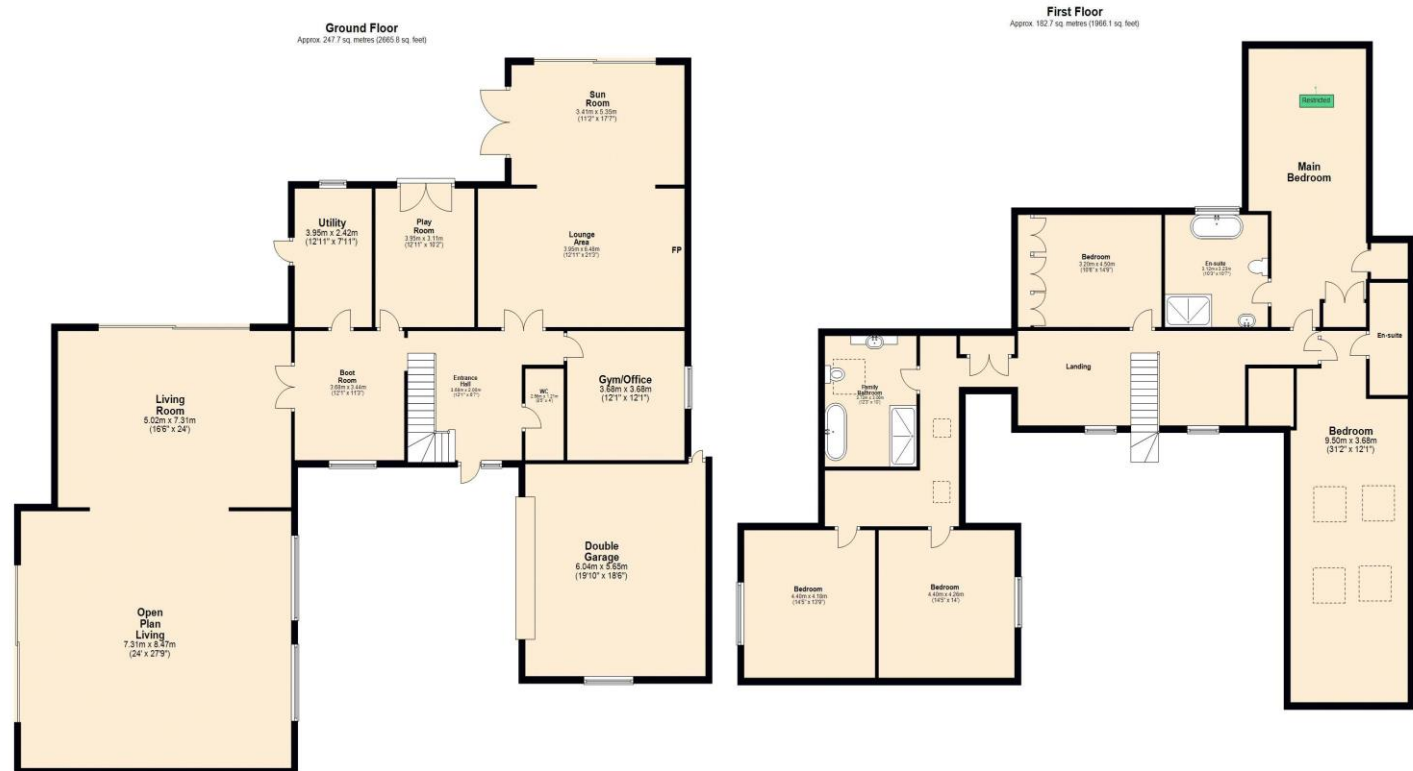 Ground Floor
Approx. 247.7 sq. metres (2665.8 sq. feet)
Sun
Room
3.41m x 5.35m
(11'2" x 17'7")
Utility
3.95m x 2.42m
(12'11" x 7'11")
Play
Room
3.95m x 3.11m
(12'11" x 10'2")
Lounge
Area
3.95m x 6.48m
(12'11" x 21'3")
FP
Living
Room
5.02m x 7.31m
(16'6" x 24')
Boot
Room
3.68m x 3.44m
(12'1" x 11'3")
Entrance
Hall
WC
Gym/Office
3.68m x 3.68m
(12'1" x 12'1")
Open
Plan
Living
7.31m x 8.47m
(24' x 27'9")
Double
Garage
6.04m x 5.65m
(19'10" x 18'6")
First Floor
Approx. 182.7 sq. metres (1966.1 sq. feet)
Restricted
Main
Bedroom
Bedroom
3.20m x 4.50m
(10'6" x 14'9")
En-suite
En-suite
Landing
Family
Bathroom
Bedroom
9.50m x 3.68m
(31'2" x 12'1")
Bedroom
4.40m x 4.18m
(14'5" x 13'9")
Bedroom
4.40m x 4.26m
(14'5" x 14')